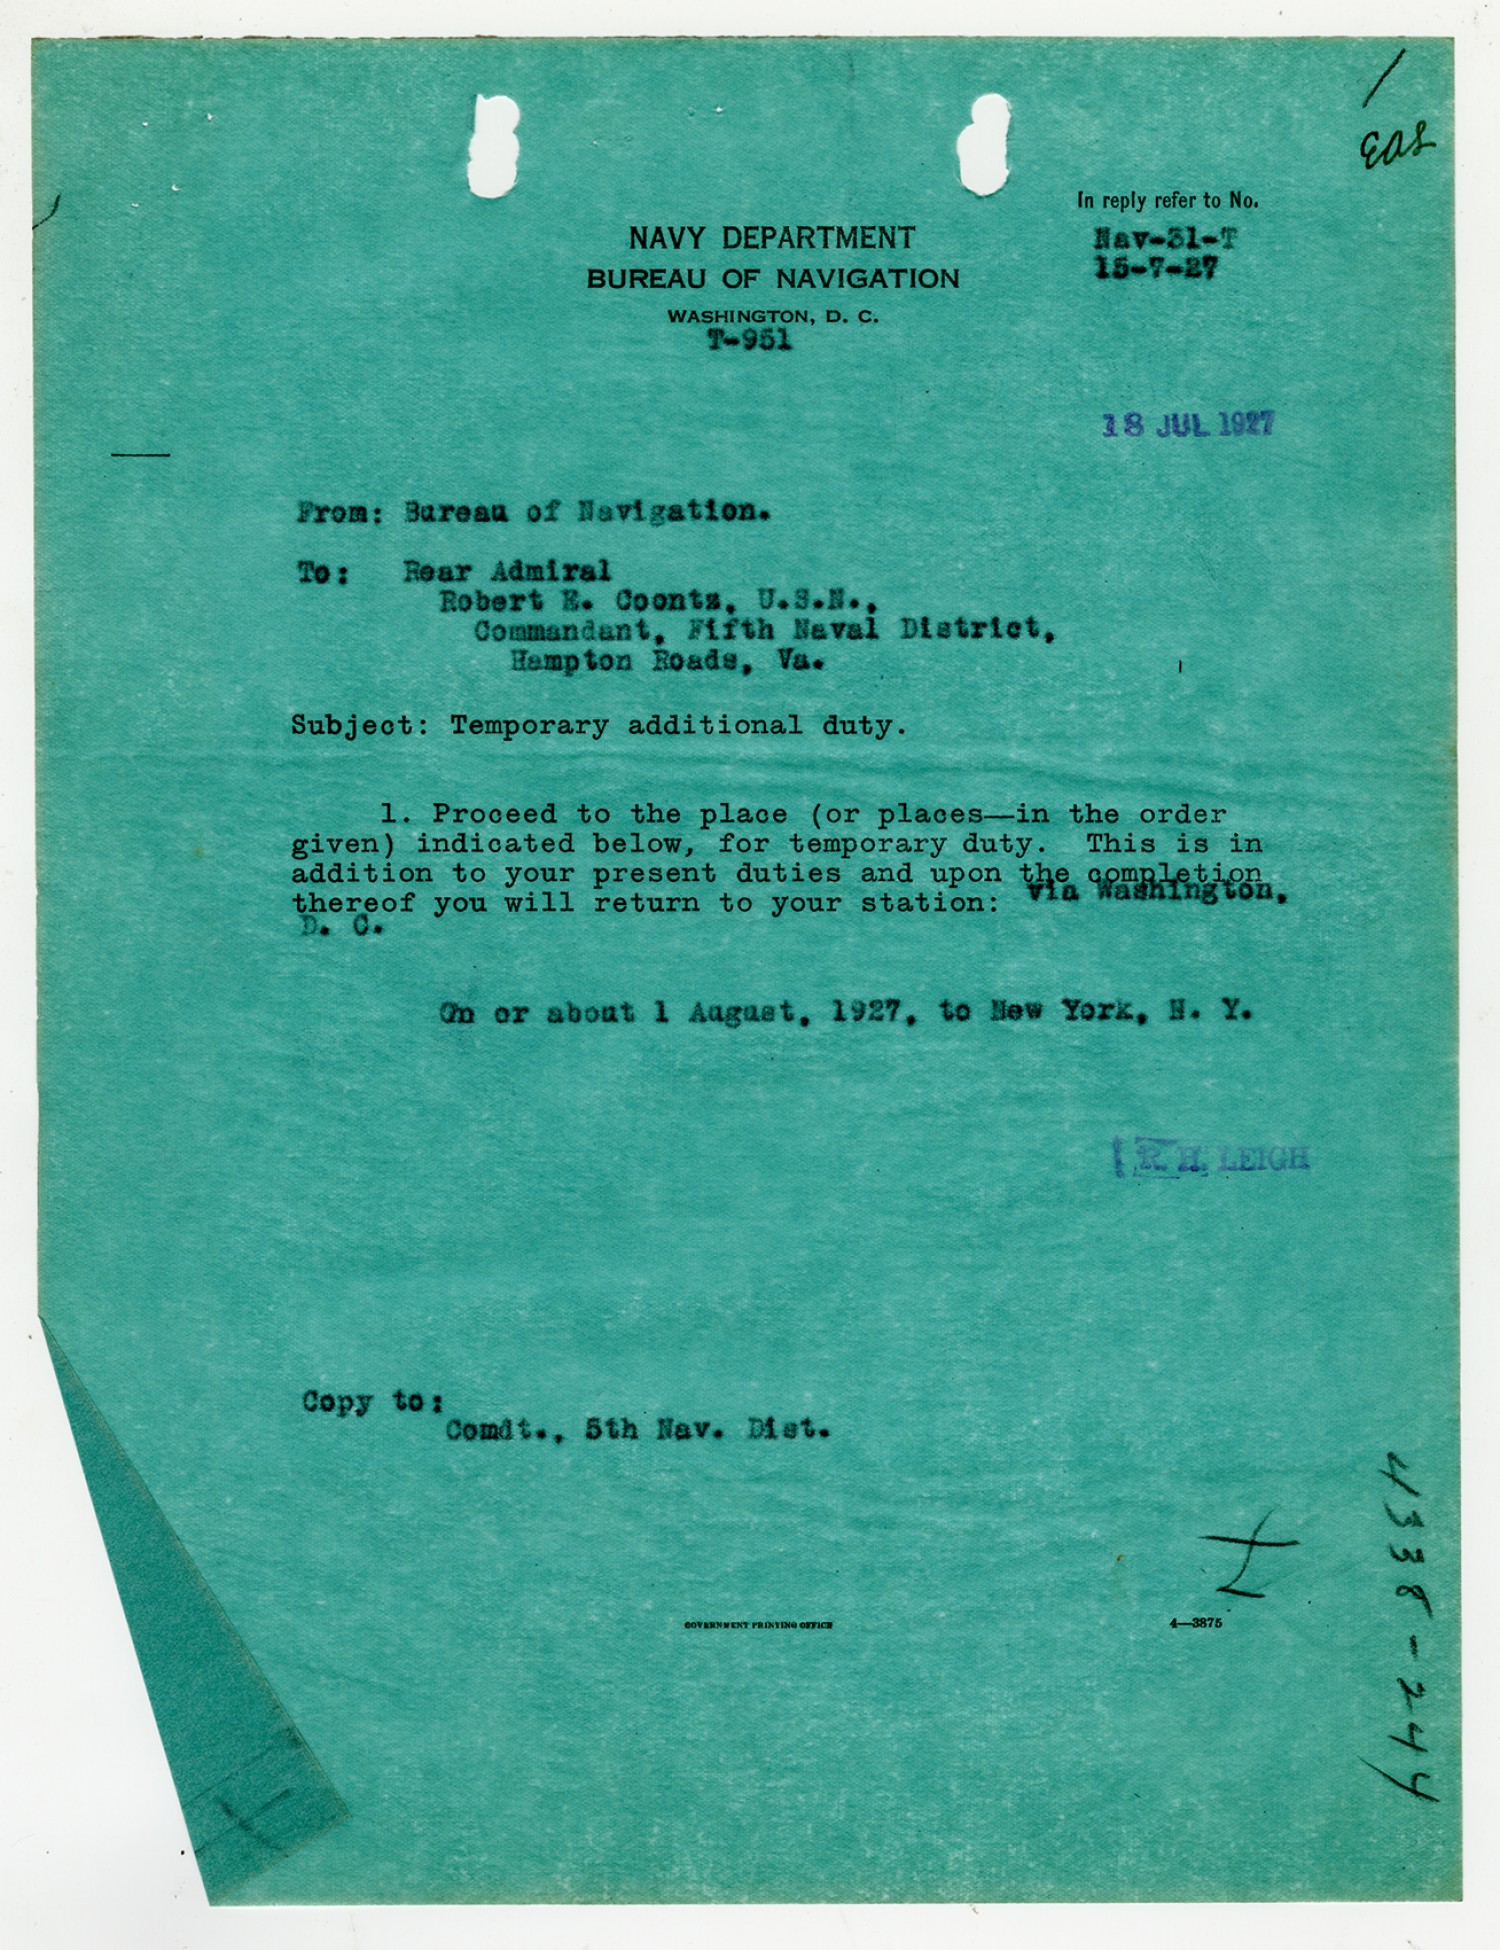 1
EAL
In reply refer to No.
Nav-31-T
15-7-27
NAVY DEPARTMENT
BUREAU OF NAVIGATION
WASHINGTON, D. C.
T-951
18 JUL 1927
From: Bureau of Navigation.
To: Rear Admiral
Robert E. Coontz, U.S.N.,
Commandant, Fifth Naval District,
Hampton Roads, Va.
Subject: Temporary additional duty.
1. Proceed to the place (or places—in the order
given) indicated below, for temporary duty. This is in
addition to your present duties and upon the completion
thereof you will return to your station: via Washington,
D. C.
On or about 1 August, 1927, to New York, N. Y.
R. H. LEIGH
Copy to:
Comdt., 5th Nav. Dist.
GOVERNMENT PRINTING OFFICE
4—3875
4338-244